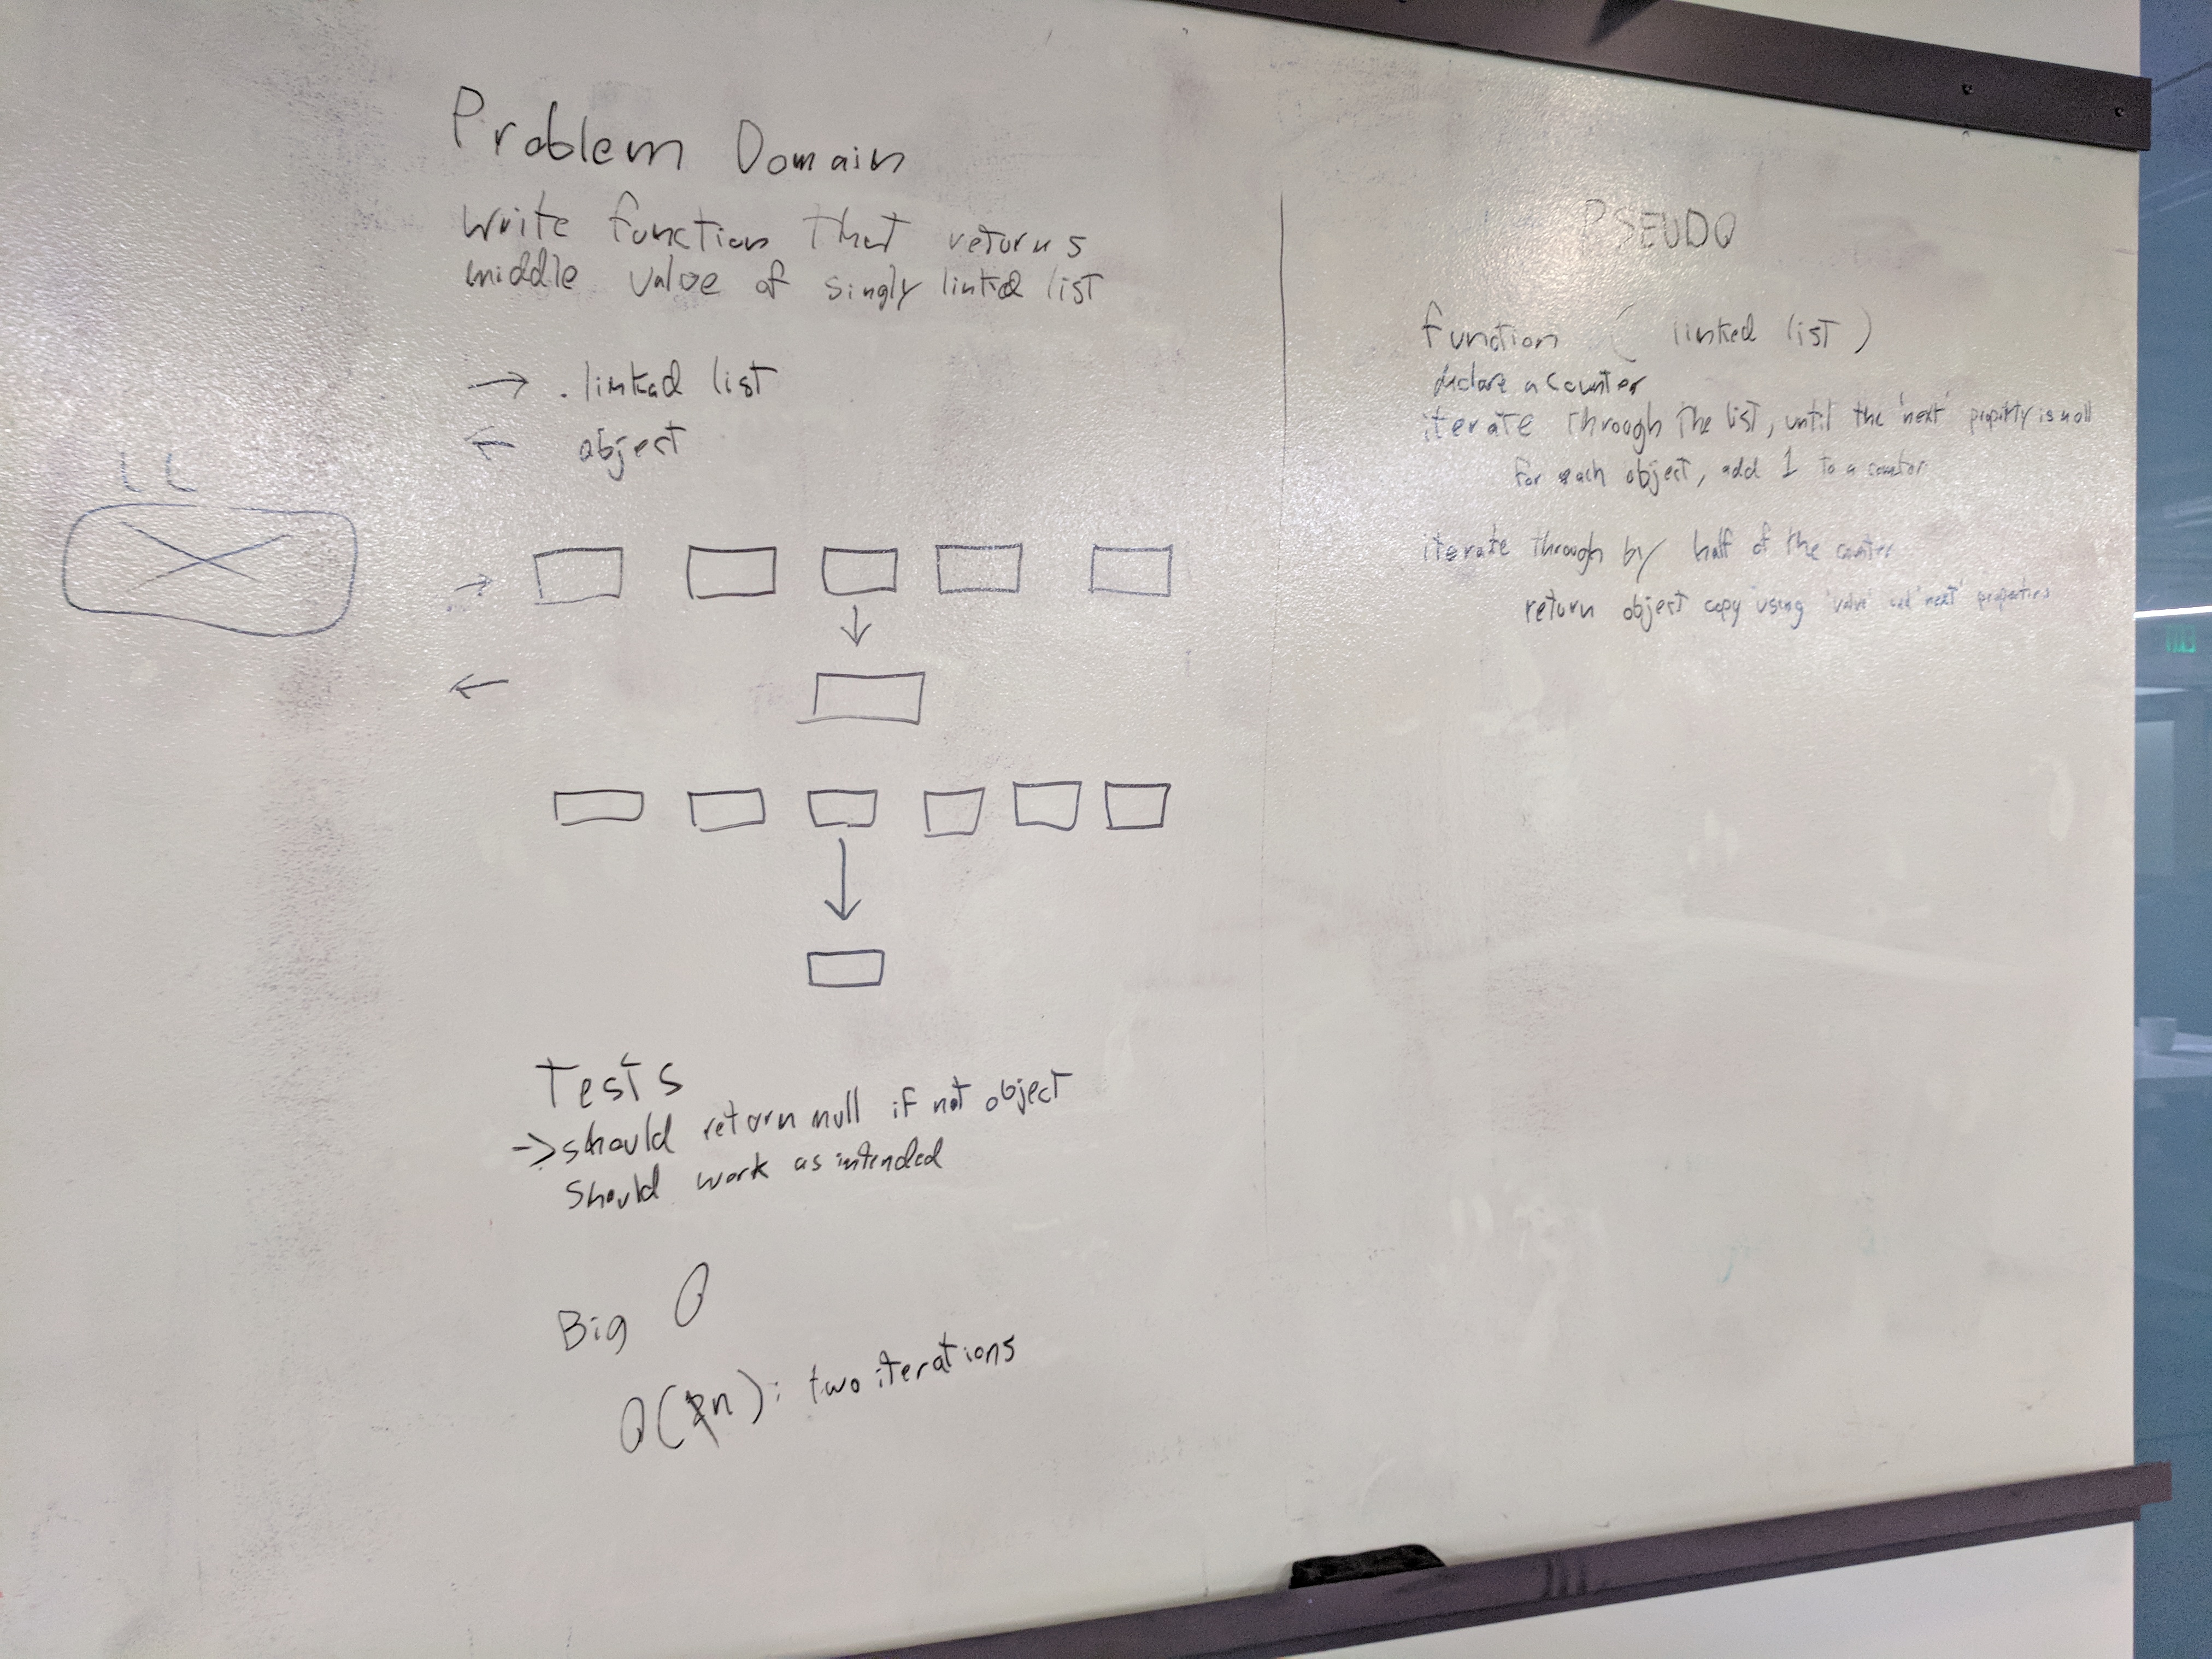 Problem Domain
Write function that returns
middle value of singly linked list
→ . linked list
← object
→
←
Tests
→ should return null if not object
Should work as intended
Big O
O(n): two iterations
PSEUDO
function ( linked list )
declare a counter
iterate through the list, until the 'next' property is null
for each object, add 1 to a counter
iterate through by half of the counter
return object copy using 'value' and 'next' properties